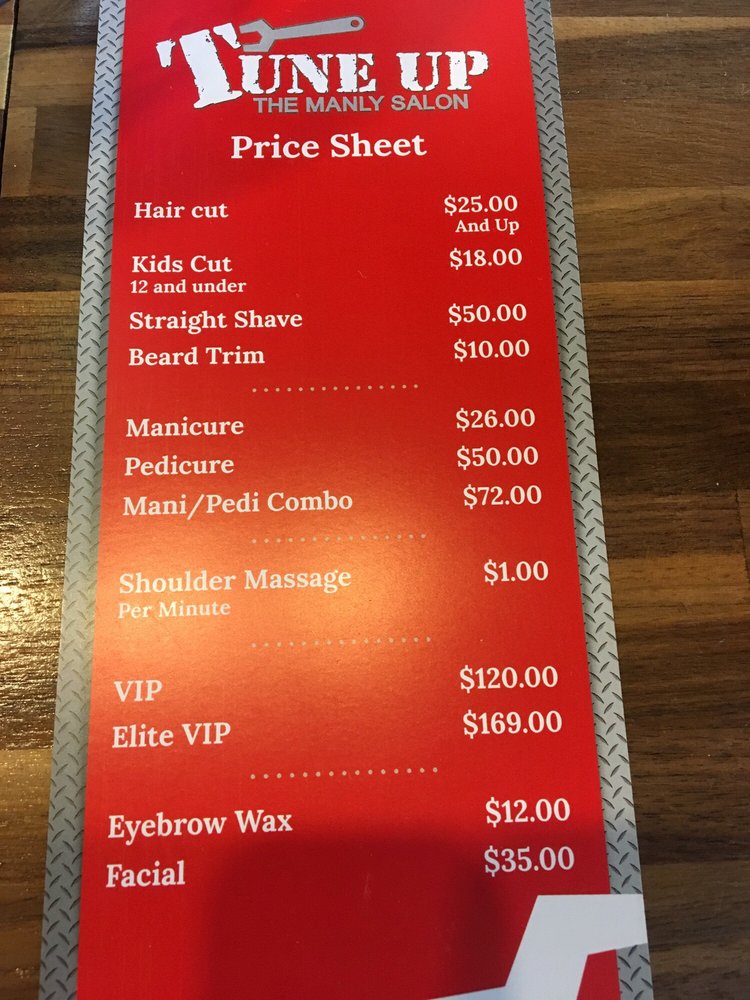 TUNE UP
THE MANLY SALON
Price Sheet
Hair cut $25.00
And Up
Kids Cut $18.00
12 and under
Straight Shave $50.00
Beard Trim $10.00
Manicure $26.00
Pedicure $50.00
Mani/Pedi Combo $72.00
Shoulder Massage $1.00
Per Minute
VIP $120.00
Elite VIP $169.00
Eyebrow Wax $12.00
Facial $35.00